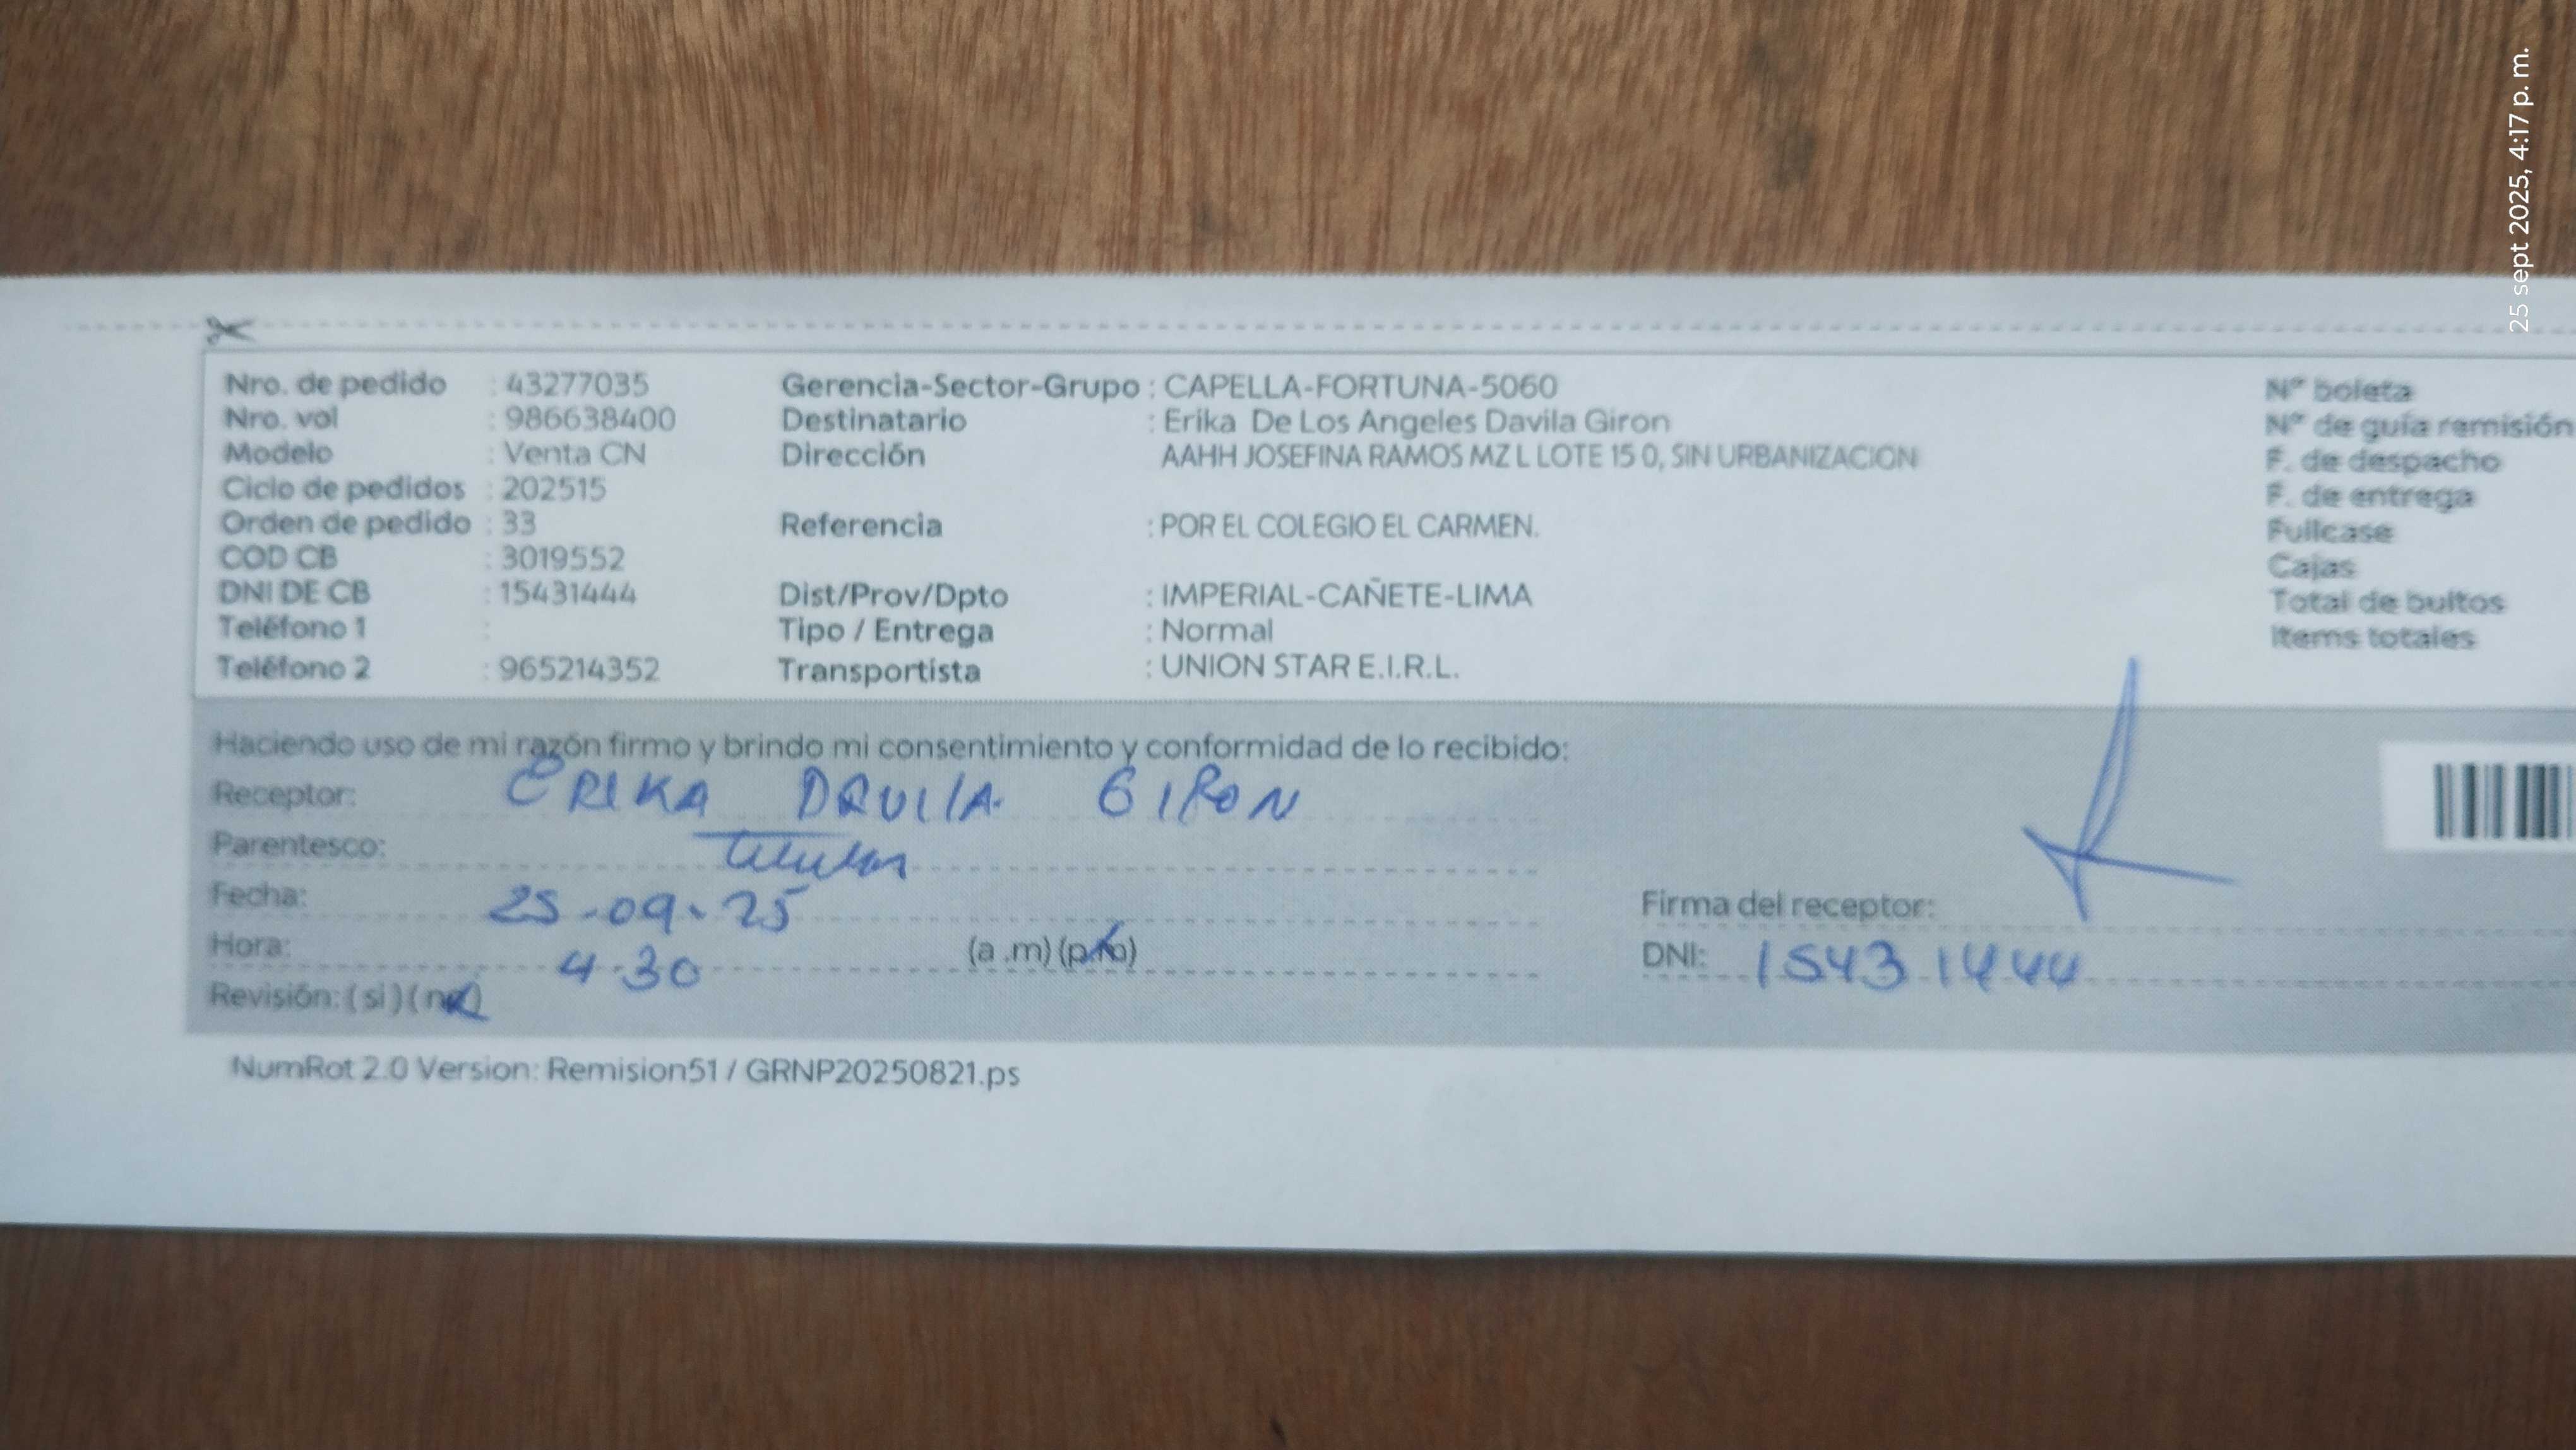 25 sept 2025, 4:17 p. m.
Nro. de pedido : 43277035 Gerencia-Sector-Grupo : CAPELLA-FORTUNA-5060 N° boleta
Nro. vol : 986638400 Destinatario : Erika De Los Angeles Davila Giron N° de guía remisión
Modelo : Venta CN Dirección AAHH JOSEFINA RAMOS MZ L LOTE 15 0, SIN URBANIZACION F. de despacho
Ciclo de pedidos : 202515 F. de entrega
Orden de pedido : 33 Referencia : POR EL COLEGIO EL CARMEN. Fullcase
COD CB : 3019552 Cajas
DNI DE CB : 15431444 Dist/Prov/Dpto : IMPERIAL-CAÑETE-LIMA Total de bultos
Teléfono 1 : Tipo / Entrega : Normal Items totales
Teléfono 2 : 965214352 Transportista : UNION STAR E.I.R.L.
Haciendo uso de mi razón firmo y brindo mi consentimiento y conformidad de lo recibido:
Receptor: ERIKA DAVILA GIRON
Parentesco: Titular
Fecha: 25-09-25 Firma del receptor:
Hora: 4.30 (a .m) (p.m) DNI: 15431444
Revisión: ( si ) ( no )
NumRot 2.0 Version: Remision51 / GRNP20250821.ps